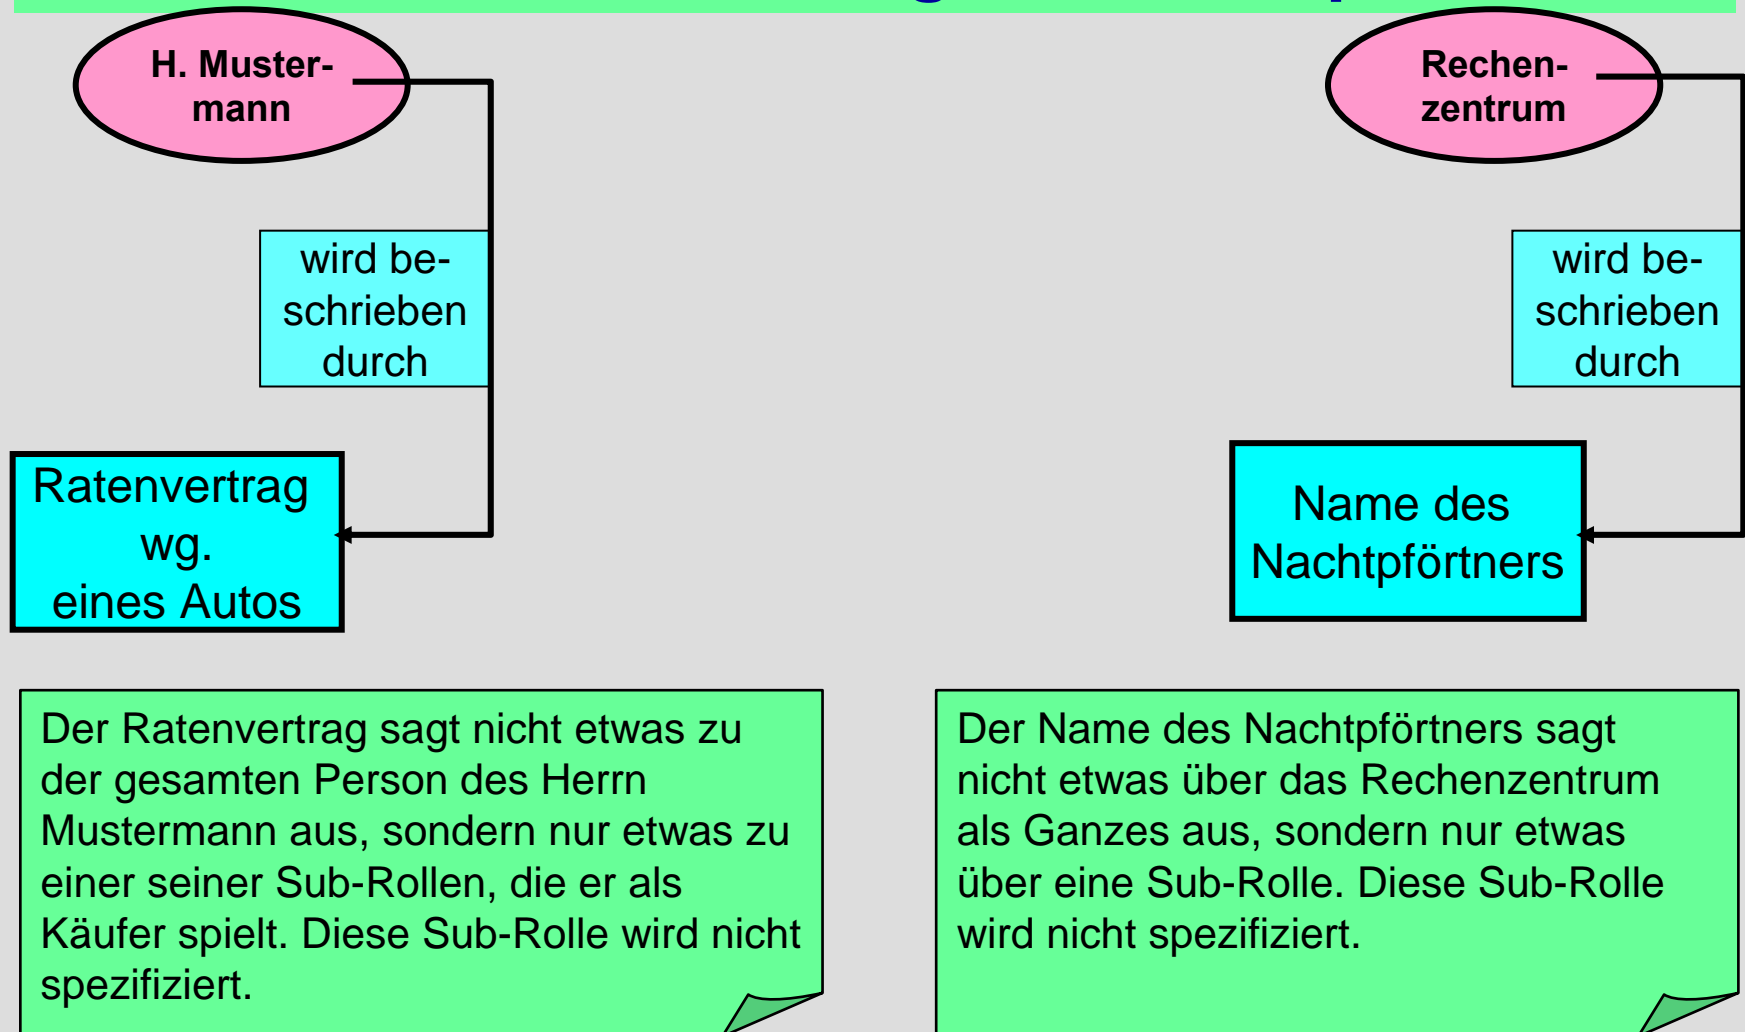 H. Muster-
mann
wird be-
schrieben
durch
Ratenvertrag
wg.
eines Autos
Der Ratenvertrag sagt nicht etwas zu
der gesamten Person des Herrn
Mustermann aus, sondern nur etwas zu
einer seiner Sub-Rollen, die er als
Käufer spielt. Diese Sub-Rolle wird nicht
spezifiziert.
Rechen-
zentrum
wird be-
schrieben
durch
Name des
Nachtpförtners
Der Name des Nachtpförtners sagt
nicht etwas über das Rechenzentrum
als Ganzes aus, sondern nur etwas
über eine Sub-Rolle. Diese Sub-Rolle
wird nicht spezifiziert.